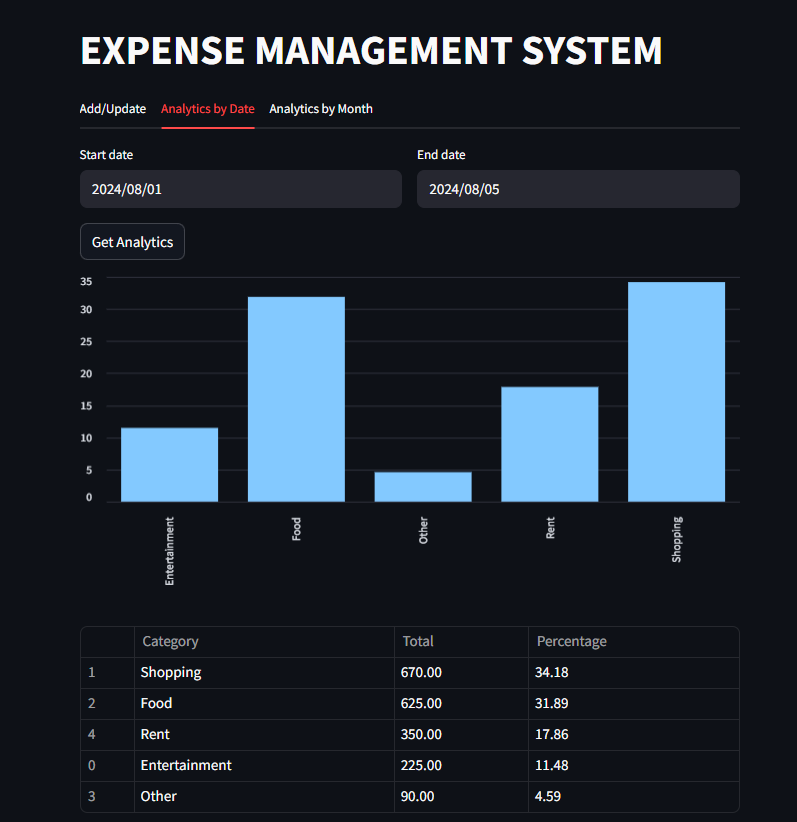 EXPENSE MANAGEMENT SYSTEM
Add/Update Analytics by Date Analytics by Month
Start date End date
2024/08/01 2024/08/05
Get Analytics
35
30
25
20
15
10
5
0
Entertainment Food Other Rent Shopping
Category Total Percentage
1 Shopping 670.00 34.18
2 Food 625.00 31.89
4 Rent 350.00 17.86
0 Entertainment 225.00 11.48
3 Other 90.00 4.59